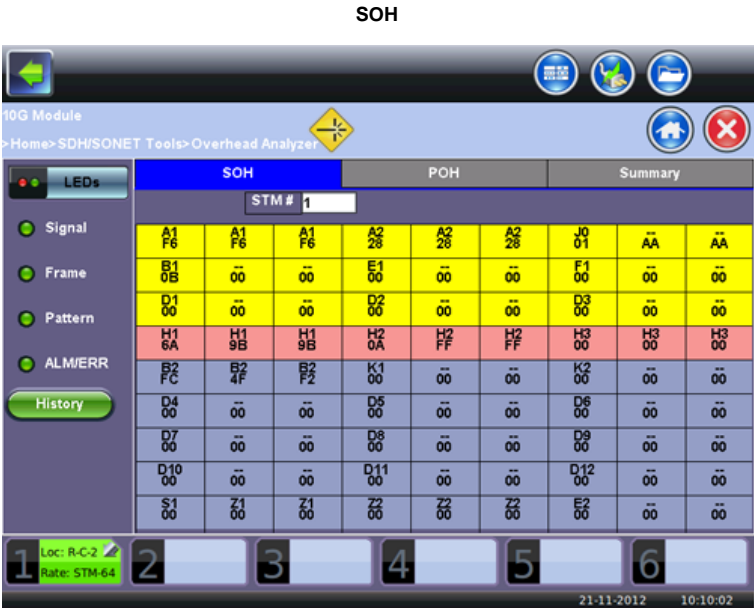 SOH
10G Module
>Home>SDH/SONET Tools>Overhead Analyzer
LEDs
SOH POH Summary
STM # 1
Signal
Frame
Pattern
ALM/ERR
History
A1 A1 A1 A2 A2 A2 J0 -- --
F6 F6 F6 28 28 28 01 AA AA
B1 -- -- E1 -- -- F1 -- --
0B 00 00 00 00 00 00 00 00
D1 -- -- D2 -- -- D3 -- --
00 00 00 00 00 00 00 00 00
H1 H1 H1 H2 H2 H2 H3 H3 H3
6A 9B 9B 0A FF FF 00 00 00
B2 B2 B2 K1 -- -- K2 -- --
FC 4F F2 00 00 00 00 00 00
D4 -- -- D5 -- -- D6 -- --
00 00 00 00 00 00 00 00 00
D7 -- -- D8 -- -- D9 -- --
00 00 00 00 00 00 00 00 00
D10 -- -- D11 -- -- D12 -- --
00 00 00 00 00 00 00 00 00
S1 Z1 Z1 Z2 Z2 Z2 E2 -- --
00 00 00 00 00 00 00 00 00
1 Loc: R-C-2
Rate: STM-64
2 3 4 5 6
21-11-2012 10:10:02